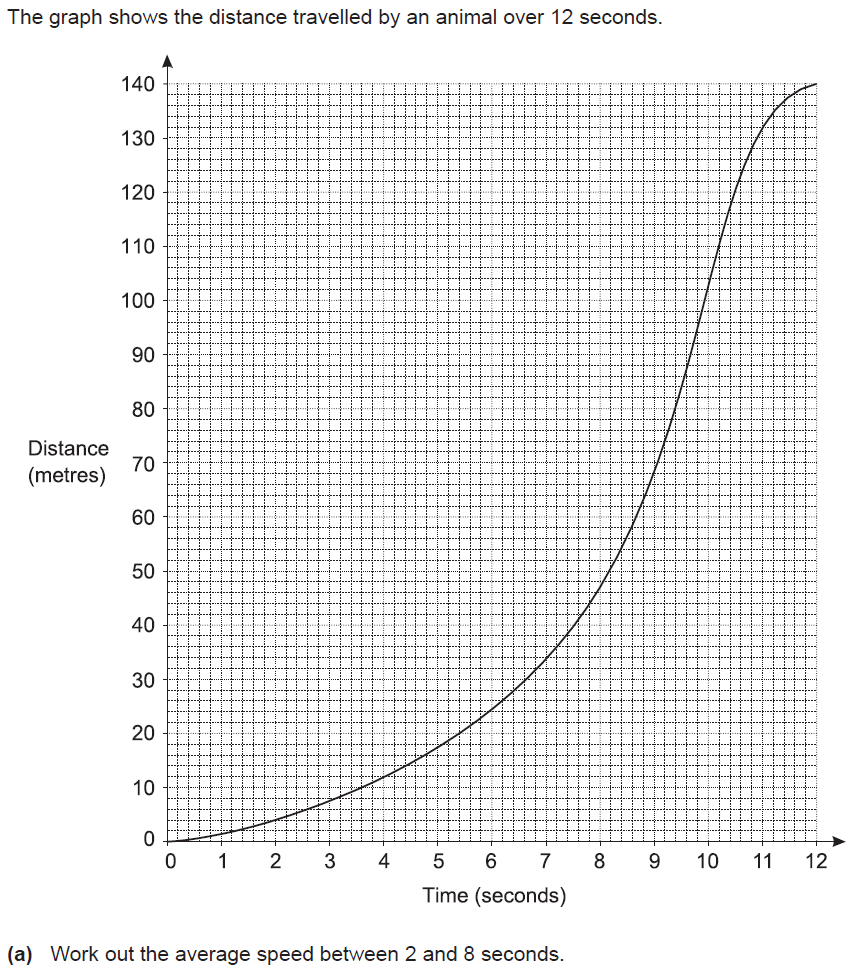 The graph shows the distance travelled by an animal over 12 seconds.
140
130
120
110
100
90
80
70
60
50
40
30
20
10
0
Distance
(metres)
0 1 2 3 4 5 6 7 8 9 10 11 12
Time (seconds)
(a) Work out the average speed between 2 and 8 seconds.